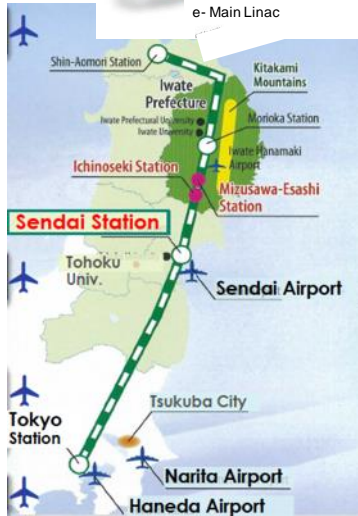 e- Main Linac
Shin-Aomori Station
Kitakami
Mountains
Iwate
Prefecture
Iwate Prefectural University
Iwate University
Morioka Station
Iwate Hanamaki
Airport
Ichinoseki Station
Mizusawa-Esashi
Station
Sendai Station
Tohoku
Univ.
Sendai Airport
Tsukuba City
Tokyo
Station
Narita Airport
Haneda Airport